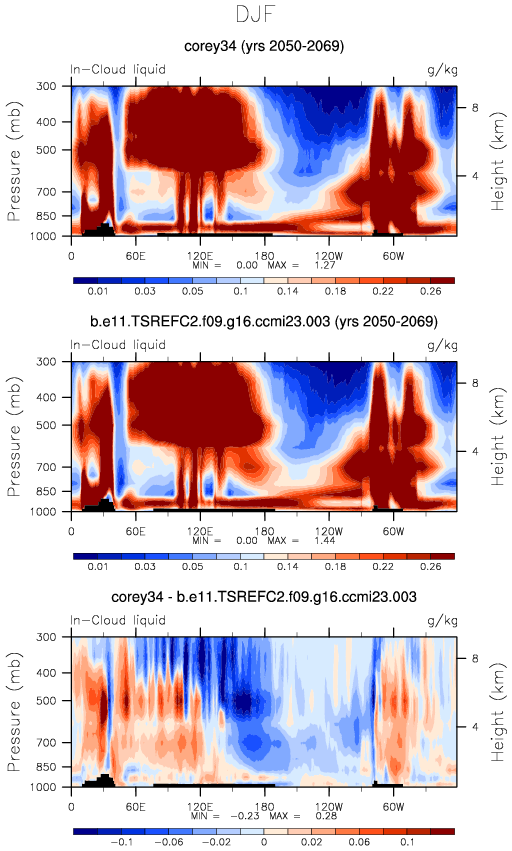 DJF
corey34 (yrs 2050-2069)
In-Cloud liquid g/kg
Pressure (mb)
300
400
500
700
850
1000
8
4
Height (km)
0 60E 120E 180 120W 60W
MIN = 0.00 MAX = 1.27
0.01 0.03 0.05 0.1 0.14 0.18 0.22 0.26
b.e11.TSREFC2.f09.g16.ccmi23.003 (yrs 2050-2069)
In-Cloud liquid g/kg
Pressure (mb)
300
400
500
700
850
1000
8
4
Height (km)
0 60E 120E 180 120W 60W
MIN = 0.00 MAX = 1.44
0.01 0.03 0.05 0.1 0.14 0.18 0.22 0.26
corey34 - b.e11.TSREFC2.f09.g16.ccmi23.003
In-Cloud liquid g/kg
Pressure (mb)
300
400
500
700
850
1000
8
4
Height (km)
0 60E 120E 180 120W 60W
MIN = -0.23 MAX = 0.28
-0.1 -0.06 -0.02 0 0.02 0.06 0.1